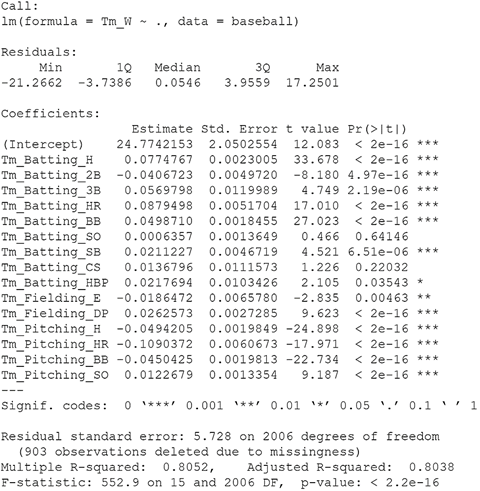 Call:
lm(formula = Tm_W ~ ., data = baseball)

Residuals:
     Min       1Q   Median       3Q      Max
-21.2662  -3.7386   0.0546   3.9559  17.2501

Coefficients:
                 Estimate Std. Error t value Pr(>|t|)
(Intercept)    24.7742153  2.0502554  12.083  < 2e-16 ***
Tm_Batting_H    0.0774767  0.0023005  33.678  < 2e-16 ***
Tm_Batting_2B  -0.0406723  0.0049720  -8.180 4.97e-16 ***
Tm_Batting_3B   0.0569798  0.0119989   4.749 2.19e-06 ***
Tm_Batting_HR   0.0879498  0.0051704  17.010  < 2e-16 ***
Tm_Batting_BB   0.0498710  0.0018455  27.023  < 2e-16 ***
Tm_Batting_SO   0.0006357  0.0013649   0.466  0.64146
Tm_Batting_SB   0.0211227  0.0046719   4.521 6.51e-06 ***
Tm_Batting_CS   0.0136796  0.0111573   1.226  0.22032
Tm_Batting_HBP  0.0217694  0.0103426   2.105  0.03543 *
Tm_Fielding_E  -0.0186472  0.0065780  -2.835  0.00463 **
Tm_Fielding_DP  0.0262573  0.0027285   9.623  < 2e-16 ***
Tm_Pitching_H  -0.0494205  0.0019849 -24.898  < 2e-16 ***
Tm_Pitching_HR -0.1090372  0.0060673 -17.971  < 2e-16 ***
Tm_Pitching_BB -0.0450425  0.0019813 -22.734  < 2e-16 ***
Tm_Pitching_SO  0.0122679  0.0013354   9.187  < 2e-16 ***
---
Signif. codes:  0 ‘***’ 0.001 ‘**’ 0.01 ‘*’ 0.05 ‘.’ 0.1 ‘ ’ 1

Residual standard error: 5.728 on 2006 degrees of freedom
  (903 observations deleted due to missingness)
Multiple R-squared:  0.8052,    Adjusted R-squared:  0.8038
F-statistic: 552.9 on 15 and 2006 DF,  p-value: < 2.2e-16